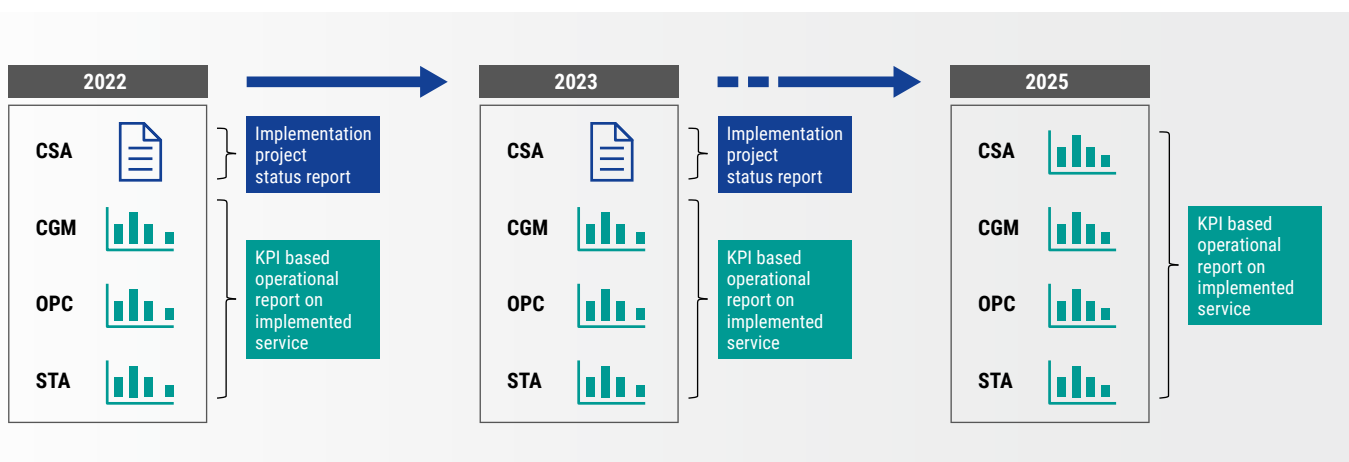 2022
CSA
Implementation
project
status report
CGM
OPC
STA
KPI based
operational
report on
implemented
service
2023
CSA
Implementation
project
status report
CGM
OPC
STA
KPI based
operational
report on
implemented
service
2025
CSA
CGM
OPC
STA
KPI based
operational
report on
implemented
service